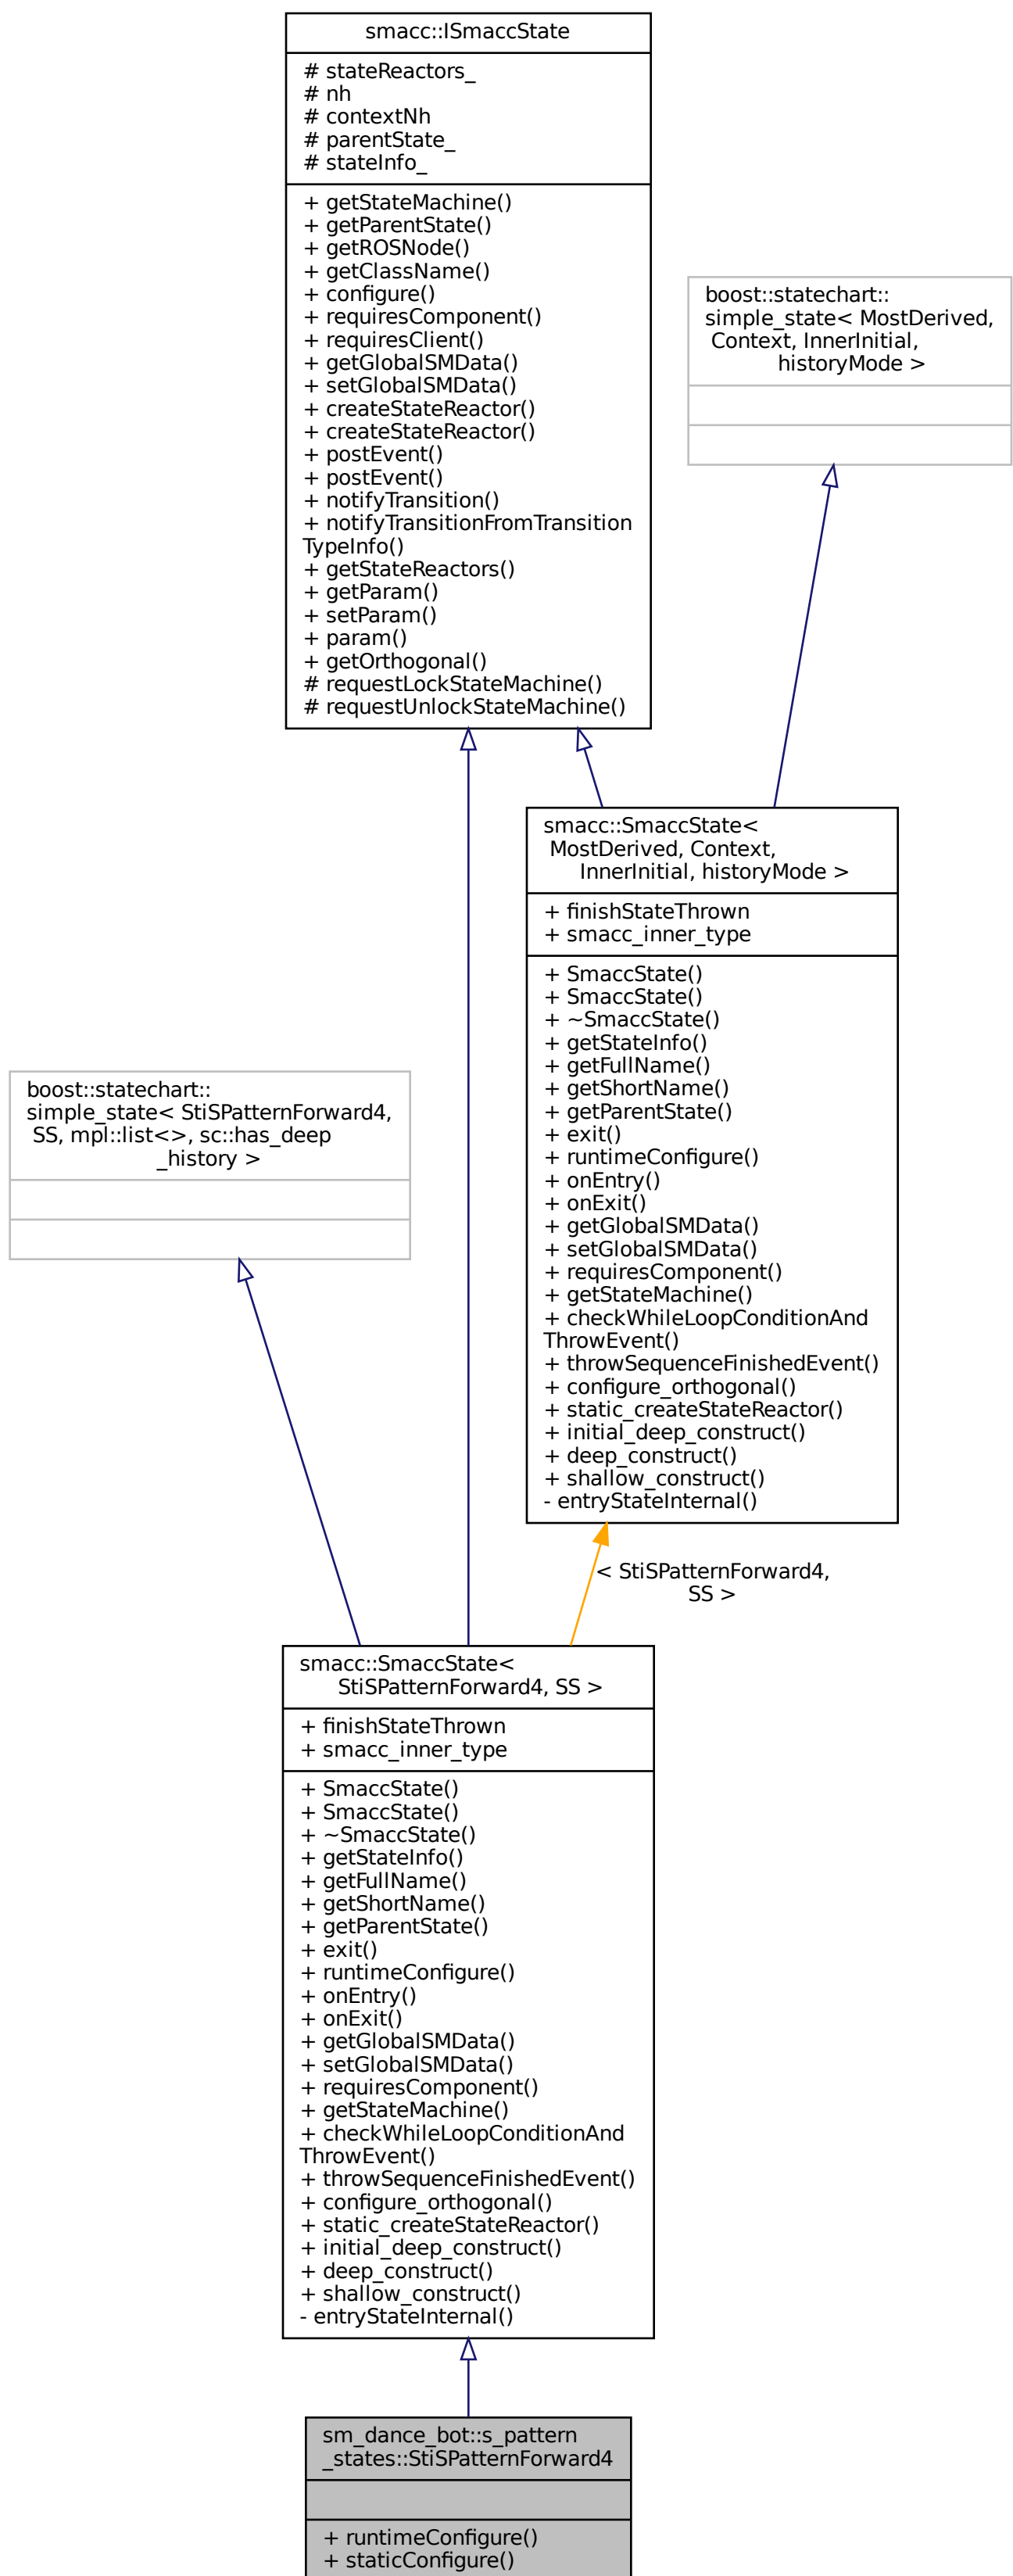 smacc::ISmaccState
# stateReactors_
# nh
# contextNh
# parentState_
# stateInfo_
+ getStateMachine()
+ getParentState()
+ getROSNode()
+ getClassName()
+ configure()
+ requiresComponent()
+ requiresClient()
+ getGlobalSMData()
+ setGlobalSMData()
+ createStateReactor()
+ createStateReactor()
+ postEvent()
+ postEvent()
+ notifyTransition()
+ notifyTransitionFromTransition
TypeInfo()
+ getStateReactors()
+ getParam()
+ setParam()
+ param()
+ getOrthogonal()
# requestLockStateMachine()
# requestUnlockStateMachine()
boost::statechart::
simple_state< MostDerived,
Context, InnerInitial,
historyMode >
smacc::SmaccState<
MostDerived, Context,
InnerInitial, historyMode >
+ finishStateThrown
+ smacc_inner_type
+ SmaccState()
+ SmaccState()
+ ~SmaccState()
+ getStateInfo()
+ getFullName()
+ getShortName()
+ getParentState()
+ exit()
+ runtimeConfigure()
+ onEntry()
+ onExit()
+ getGlobalSMData()
+ setGlobalSMData()
+ requiresComponent()
+ getStateMachine()
+ checkWhileLoopConditionAnd
ThrowEvent()
+ throwSequenceFinishedEvent()
+ configure_orthogonal()
+ static_createStateReactor()
+ initial_deep_construct()
+ deep_construct()
+ shallow_construct()
- entryStateInternal()
boost::statechart::
simple_state< StiSPatternForward4,
SS, mpl::list<>, sc::has_deep
_history >
< StiSPatternForward4,
SS >
smacc::SmaccState<
StiSPatternForward4, SS >
+ finishStateThrown
+ smacc_inner_type
+ SmaccState()
+ SmaccState()
+ ~SmaccState()
+ getStateInfo()
+ getFullName()
+ getShortName()
+ getParentState()
+ exit()
+ runtimeConfigure()
+ onEntry()
+ onExit()
+ getGlobalSMData()
+ setGlobalSMData()
+ requiresComponent()
+ getStateMachine()
+ checkWhileLoopConditionAnd
ThrowEvent()
+ throwSequenceFinishedEvent()
+ configure_orthogonal()
+ static_createStateReactor()
+ initial_deep_construct()
+ deep_construct()
+ shallow_construct()
- entryStateInternal()
sm_dance_bot::s_pattern
_states::StiSPatternForward4
+ runtimeConfigure()
+ staticConfigure()